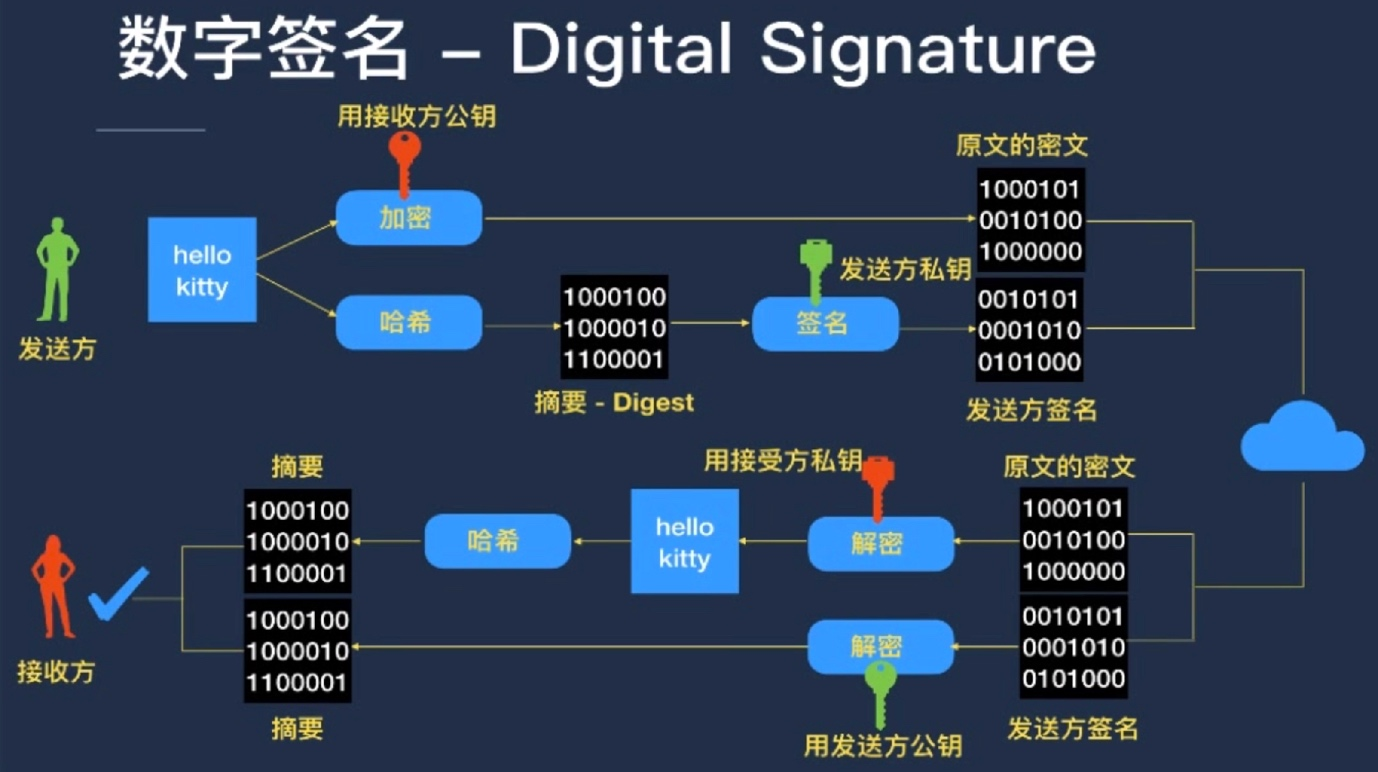 数字签名 – Digital Signature
用接收方公钥
原文的密文
加密
1000101
0010100
1000000
hello
kitty
发送方私钥
哈希
1000100
1000010
1100001
签名
0010101
0001010
0101000
发送方
摘要 - Digest
发送方签名
摘要
用接受方私钥
原文的密文
1000100
1000010
1100001
哈希
hello
kitty
解密
1000101
0010100
1000000
1000100
1000010
1100001
解密
0010101
0001010
0101000
接收方
摘要
用发送方公钥
发送方签名